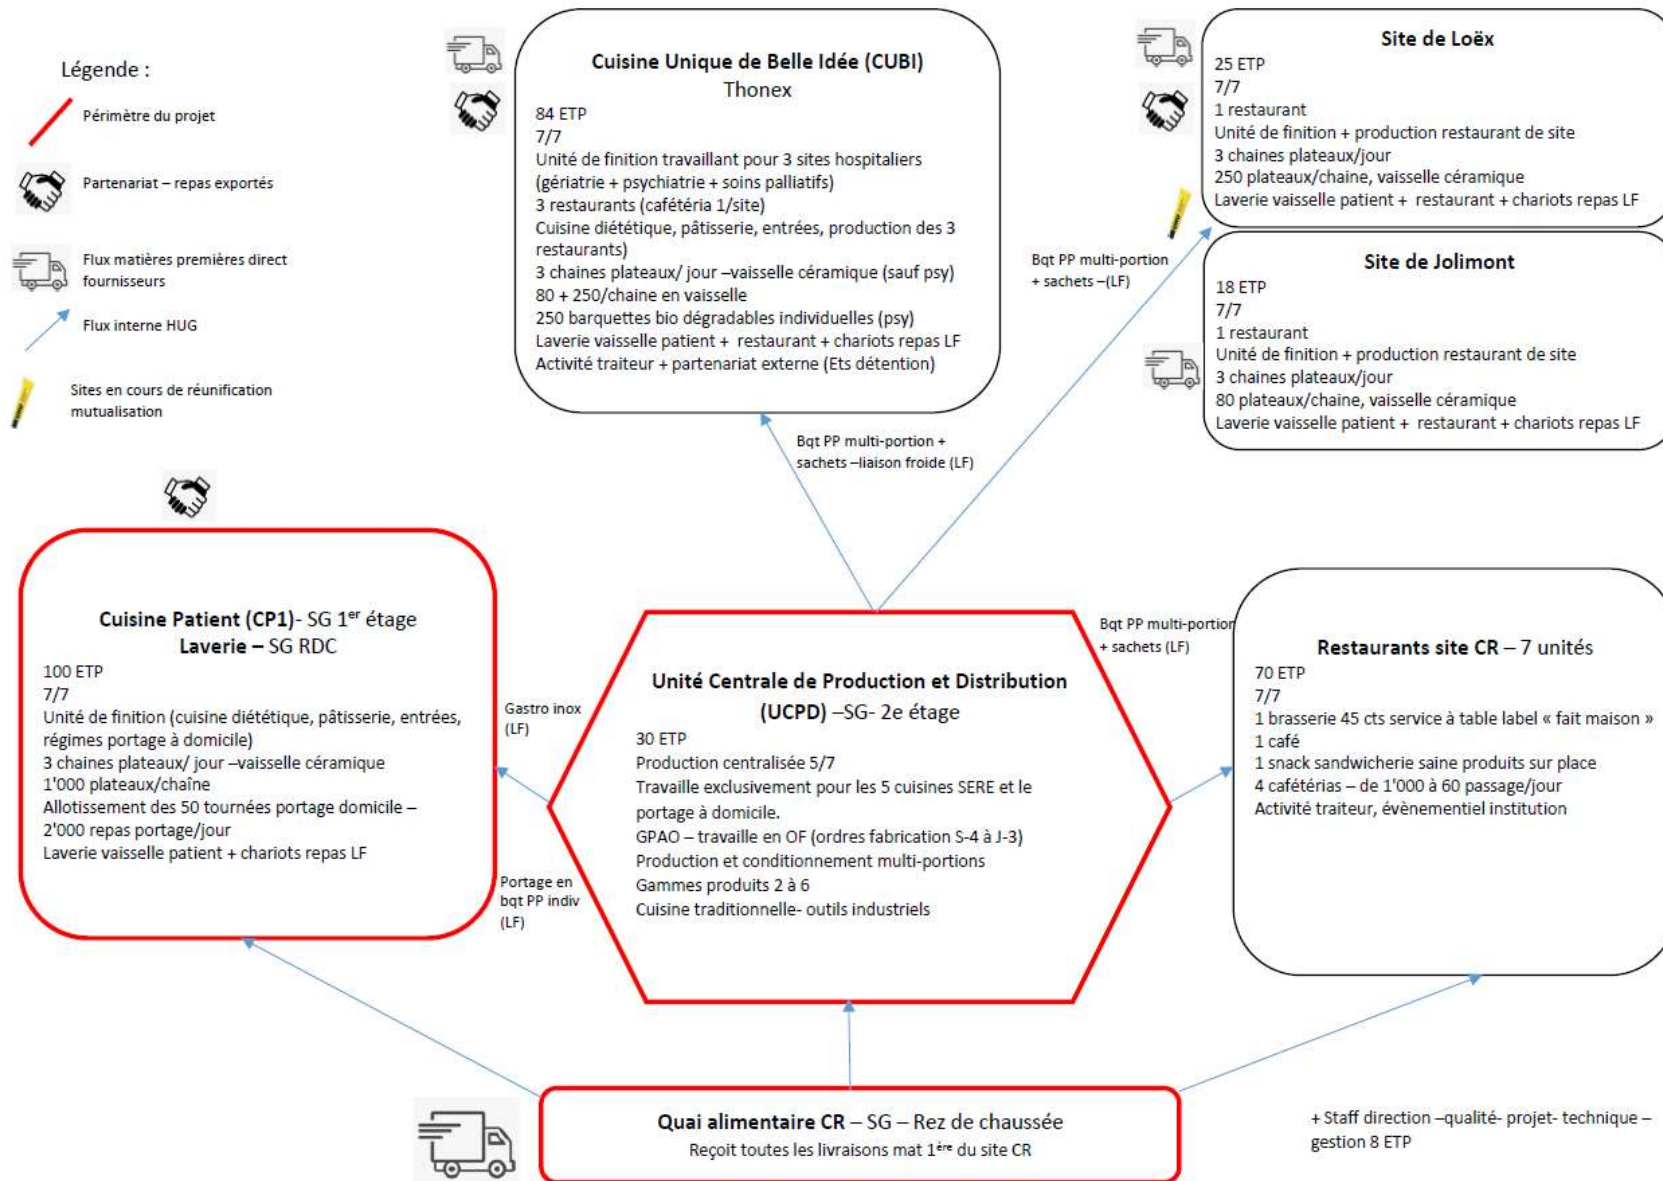 Légende :
Périmètre du projet
Partenariat – repas exportés
Flux matières premières direct
fournisseurs
Flux interne HUG
Sites en cours de réunification
mutualisation
Cuisine Unique de Belle Idée (CUBI)
Thonex
84 ETP
7/7
Unité de finition travaillant pour 3 sites hospitaliers
(gériatrie + psychiatrie + soins palliatifs)
3 restaurants (cafétéria 1/site)
Cuisine diététique, pâtisserie, entrées, production des 3
restaurants)
3 chaines plateaux/ jour –vaisselle céramique (sauf psy)
80 + 250/chaine en vaisselle
250 barquettes bio dégradables individuelles (psy)
Laverie vaisselle patient + restaurant + chariots repas LF
Activité traiteur + partenariat externe (Ets détention)
Site de Loëx
25 ETP
7/7
1 restaurant
Unité de finition + production restaurant de site
3 chaines plateaux/jour
250 plateaux/chaine, vaisselle céramique
Laverie vaisselle patient + restaurant + chariots repas LF
Bqt PP multi-portion
+ sachets –(LF)
Site de Jolimont
18 ETP
7/7
1 restaurant
Unité de finition + production restaurant de site
3 chaines plateaux/jour
80 plateaux/chaine, vaisselle céramique
Laverie vaisselle patient + restaurant + chariots repas LF
Bqt PP multi-portion +
sachets –liaison froide (LF)
Cuisine Patient (CP1)- SG 1er étage
Laverie – SG RDC
100 ETP
7/7
Unité de finition (cuisine diététique, pâtisserie, entrées,
régimes portage à domicile)
3 chaines plateaux/ jour –vaisselle céramique
1'000 plateaux/chaîne
Allotissement des 50 tournées portage domicile –
2'000 repas portage/jour
Laverie vaisselle patient + chariots repas LF
Gastro inox
(LF)
Portage en
bqt PP indiv
(LF)
Unité Centrale de Production et Distribution
(UCPD) –SG- 2e étage
30 ETP
Production centralisée 5/7
Travaille exclusivement pour les 5 cuisines SERE et le
portage à domicile.
GPAO – travaille en OF (ordres fabrication S-4 à J-3)
Production et conditionnement multi-portions
Gammes produits 2 à 6
Cuisine traditionnelle- outils industriels
Bqt PP multi-portion
+ sachets (LF)
Restaurants site CR – 7 unités
70 ETP
7/7
1 brasserie 45 cts service à table label « fait maison »
1 café
1 snack sandwicherie saine produits sur place
4 cafétérias – de 1'000 à 60 passage/jour
Activité traiteur, évènementiel institution
Quai alimentaire CR – SG – Rez de chaussée
Reçoit toutes les livraisons mat 1ère du site CR
+ Staff direction –qualité- projet- technique –
gestion 8 ETP